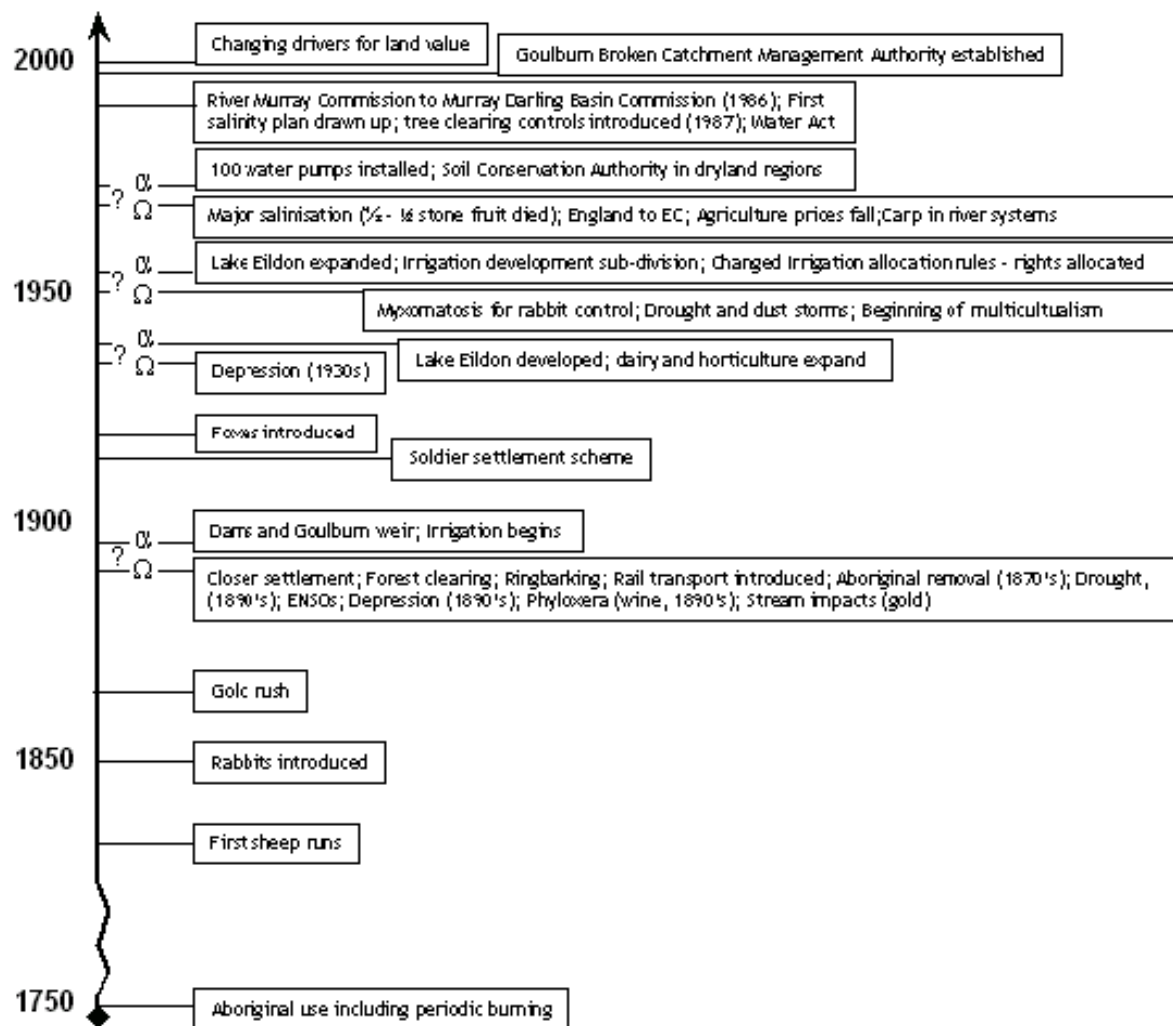 2000
Changing drivers for land value
Goulburn Broken Catchment Management Authority established
River Murray Commission to Murray Darling Basin Commission (1986); First
salinity plan drawn up; tree clearing controls introduced (1987); Water Act
100 water pumps installed; Soil Conservation Authority in dryland regions
α
?
Ω
Major salinisation ( - stone fruit died); England to EC; Agriculture prices fall;Carp in river systems
Lake Eildon expanded; Irrigation development sub-division; Changed Irrigation allocation rules - rights allocated
α
?
Ω
1950
Myxomatosis for rabbit control; Drought and dust storms; Beginning of multicultualism
α
?
Ω
Lake Eildon developed; dairy and horticulture expand
Depression (1930s)
Foxes introduced
Soldier settlement scheme
1900
Dams and Goulburn weir; Irrigation begins
α
?
Ω
Closer settlement; Forest clearing; Ringbarking; Rail transport introduced; Aboriginal removal (1870's); Drought,
(1890's); ENSOs; Depression (1890's); Phyloxera (wine, 1890's); Stream impacts (gold)
Gold rush
1850
Rabbits introduced
First sheep runs
1750
Aboriginal use including periodic burning